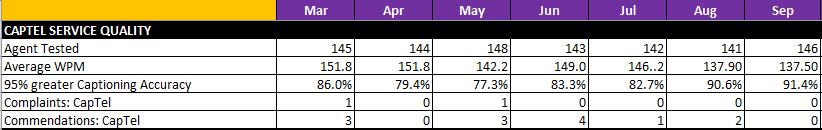 Mar Apr May Jun Jul Aug Sep
CAPTEL SERVICE QUALITY
Agent Tested 145 144 148 143 142 141 146
Average WPM 151.8 151.8 142.2 149.0 146..2 137.90 137.50
95% greater Captioning Accuracy 86.0% 79.4% 77.3% 83.3% 82.7% 90.6% 91.4%
Complaints: CapTel 1 0 1 0 0 0 0
Commendations: CapTel 3 0 3 4 1 2 0